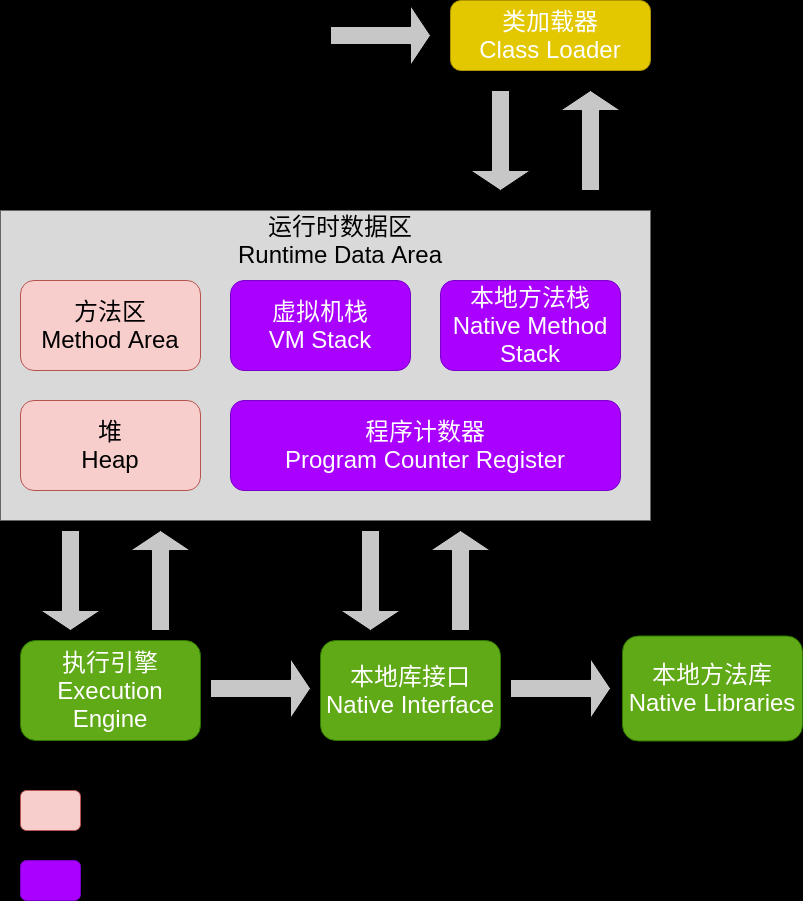 类加载器
Class Loader
运行时数据区
Runtime Data Area
方法区
Method Area
虚拟机栈
VM Stack
本地方法栈
Native Method
Stack
堆
Heap
程序计数器
Program Counter Register
执行引擎
Execution
Engine
本地库接口
Native Interface
本地方法库
Native Libraries